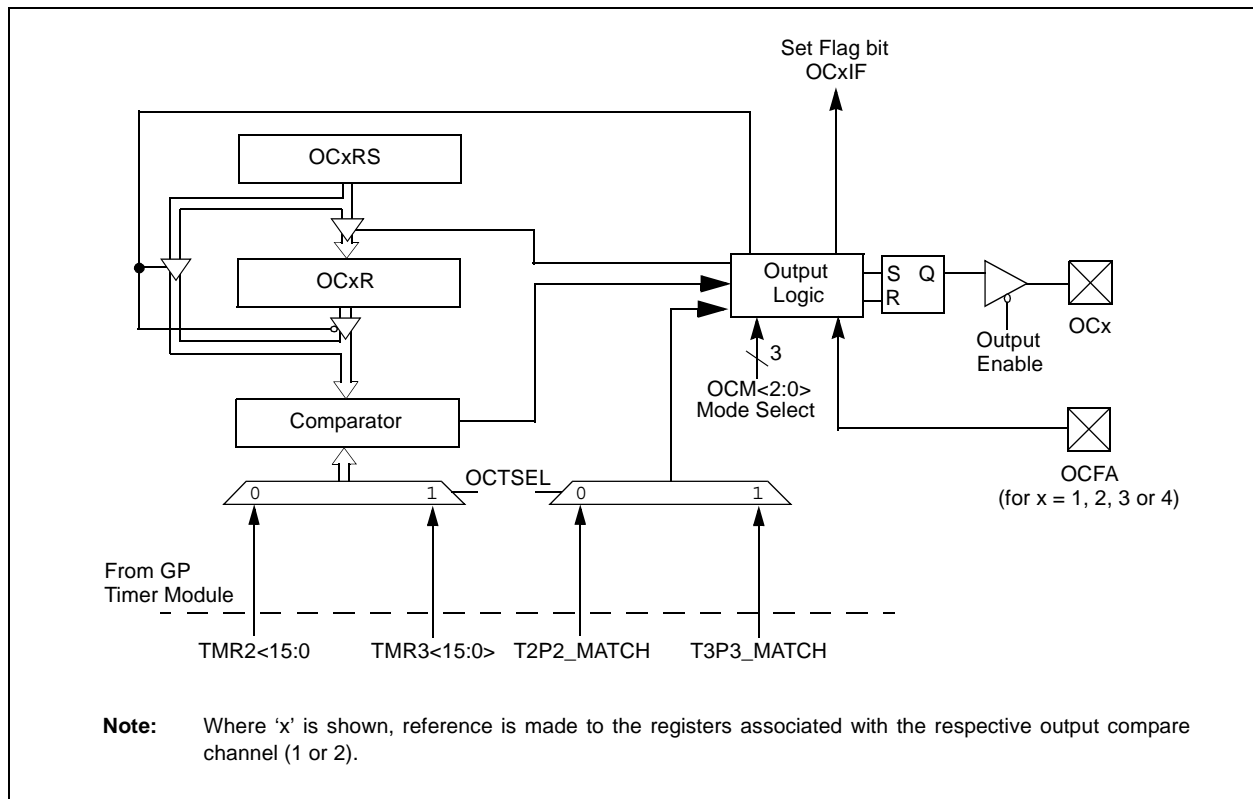 Set Flag bit
OCxIF
OCxRS
OCxR
Output
Logic
S Q
R
OCx
Output
Enable
3
OCM<2:0>
Mode Select
Comparator
OCFA
(for x = 1, 2, 3 or 4)
OCTSEL
0 1
0 1
From GP
Timer Module
TMR2<15:0
TMR3<15:0>
T2P2_MATCH
T3P3_MATCH
Note: Where ‘x’ is shown, reference is made to the registers associated with the respective output compare
channel (1 or 2).